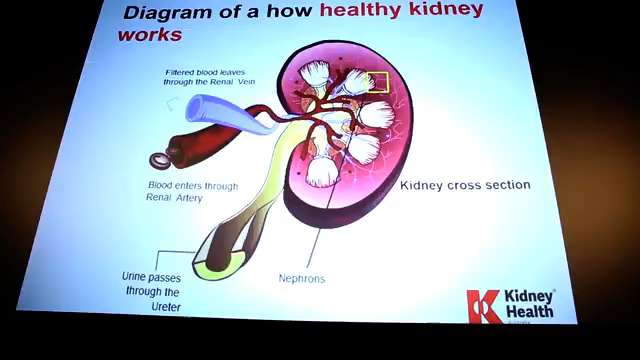 Diagram of a how healthy kidney
works
Filtered blood leaves
through the Renal Vein
Blood enters through
Renal Artery
Kidney cross section
Urine passes
through the
Ureter
Nephrons
Kidney
Health